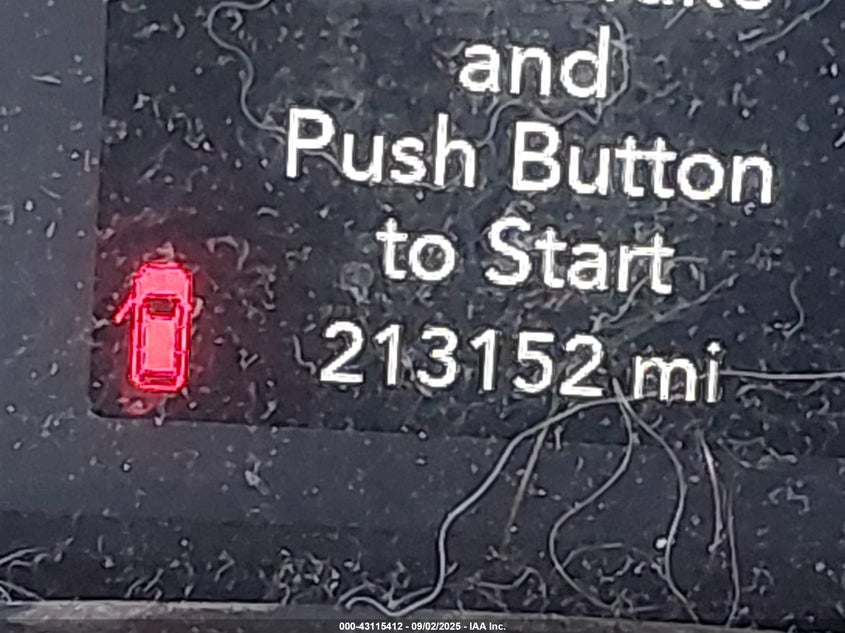 and
Push Button
to Start
213152 mi
000-43115412 - 09/02/2025 - IAA Inc.